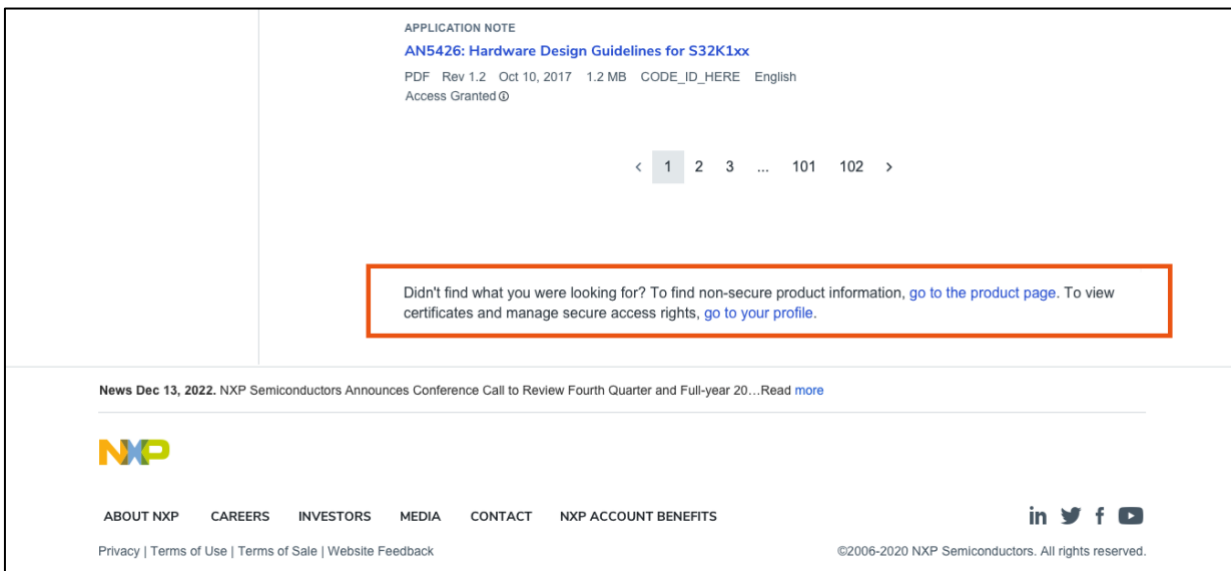 APPLICATION NOTE
AN5426: Hardware Design Guidelines for S32K1xx
PDF Rev 1.2 Oct 10, 2017 1.2 MB CODE_ID_HERE English
Access Granted
< 1 2 3 ... 101 102 >
Didn't find what you were looking for? To find non-secure product information, go to the product page. To view
certificates and manage secure access rights, go to your profile.
News Dec 13, 2022. NXP Semiconductors Announces Conference Call to Review Fourth Quarter and Full-year 20...Read more
NXP
ABOUT NXP CAREERS INVESTORS MEDIA CONTACT NXP ACCOUNT BENEFITS
Privacy | Terms of Use | Terms of Sale | Website Feedback ©2006-2020 NXP Semiconductors. All rights reserved.